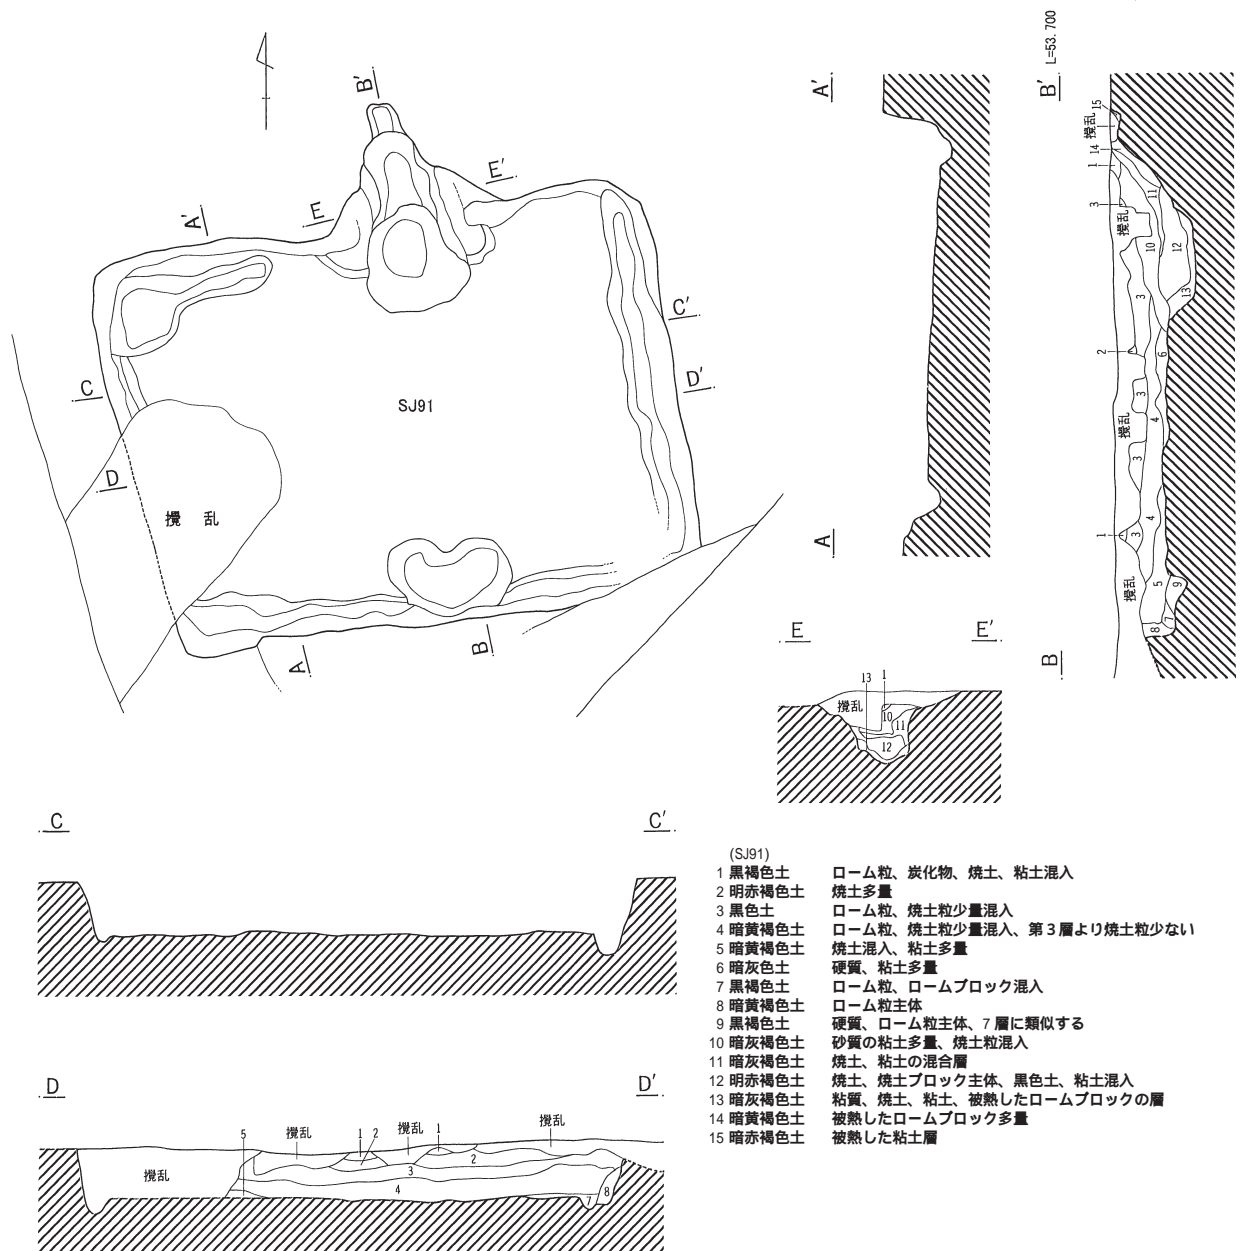 B'
A'
E
E'
C
C'
D
D'
SJ91
攪 乱
A
B
A'
A
B'
L=53.700
15
攪乱
14
1
3
攪乱
11
10
12
13
3
2
6
3
攪乱
4
3
4
1
3
攪乱
5
9
7
8
B
E
E'
13 1
攪乱
10
11
12
C
C'
D
D'
5 攪乱 1 2 攪乱 1 2 攪乱
攪乱
3
4
7
8
(SJ91)
1 黒褐色土 ローム粒、炭化物、焼土、粘土混入
2 明赤褐色土 焼土多量
3 黒色土 ローム粒、焼土粒少量混入
4 暗黄褐色土 ローム粒、焼土粒少量混入、第3層より焼土粒少ない
5 暗黄褐色土 焼土混入、粘土多量
6 暗灰色土 硬質、粘土多量
7 黒褐色土 ローム粒、ロームブロック混入
8 暗黄褐色土 ローム粒主体
9 黒褐色土 硬質、ローム粒主体、7層に類似する
10 暗灰褐色土 砂質の粘土多量、焼土粒混入
11 暗灰褐色土 焼土、粘土の混合層
12 明赤褐色土 焼土、焼土ブロック主体、黒色土、粘土混入
13 暗灰褐色土 粘質、焼土、粘土、被熱したロームブロックの層
14 暗黄褐色土 被熱したロームブロック多量
15 暗赤褐色土 被熱した粘土層